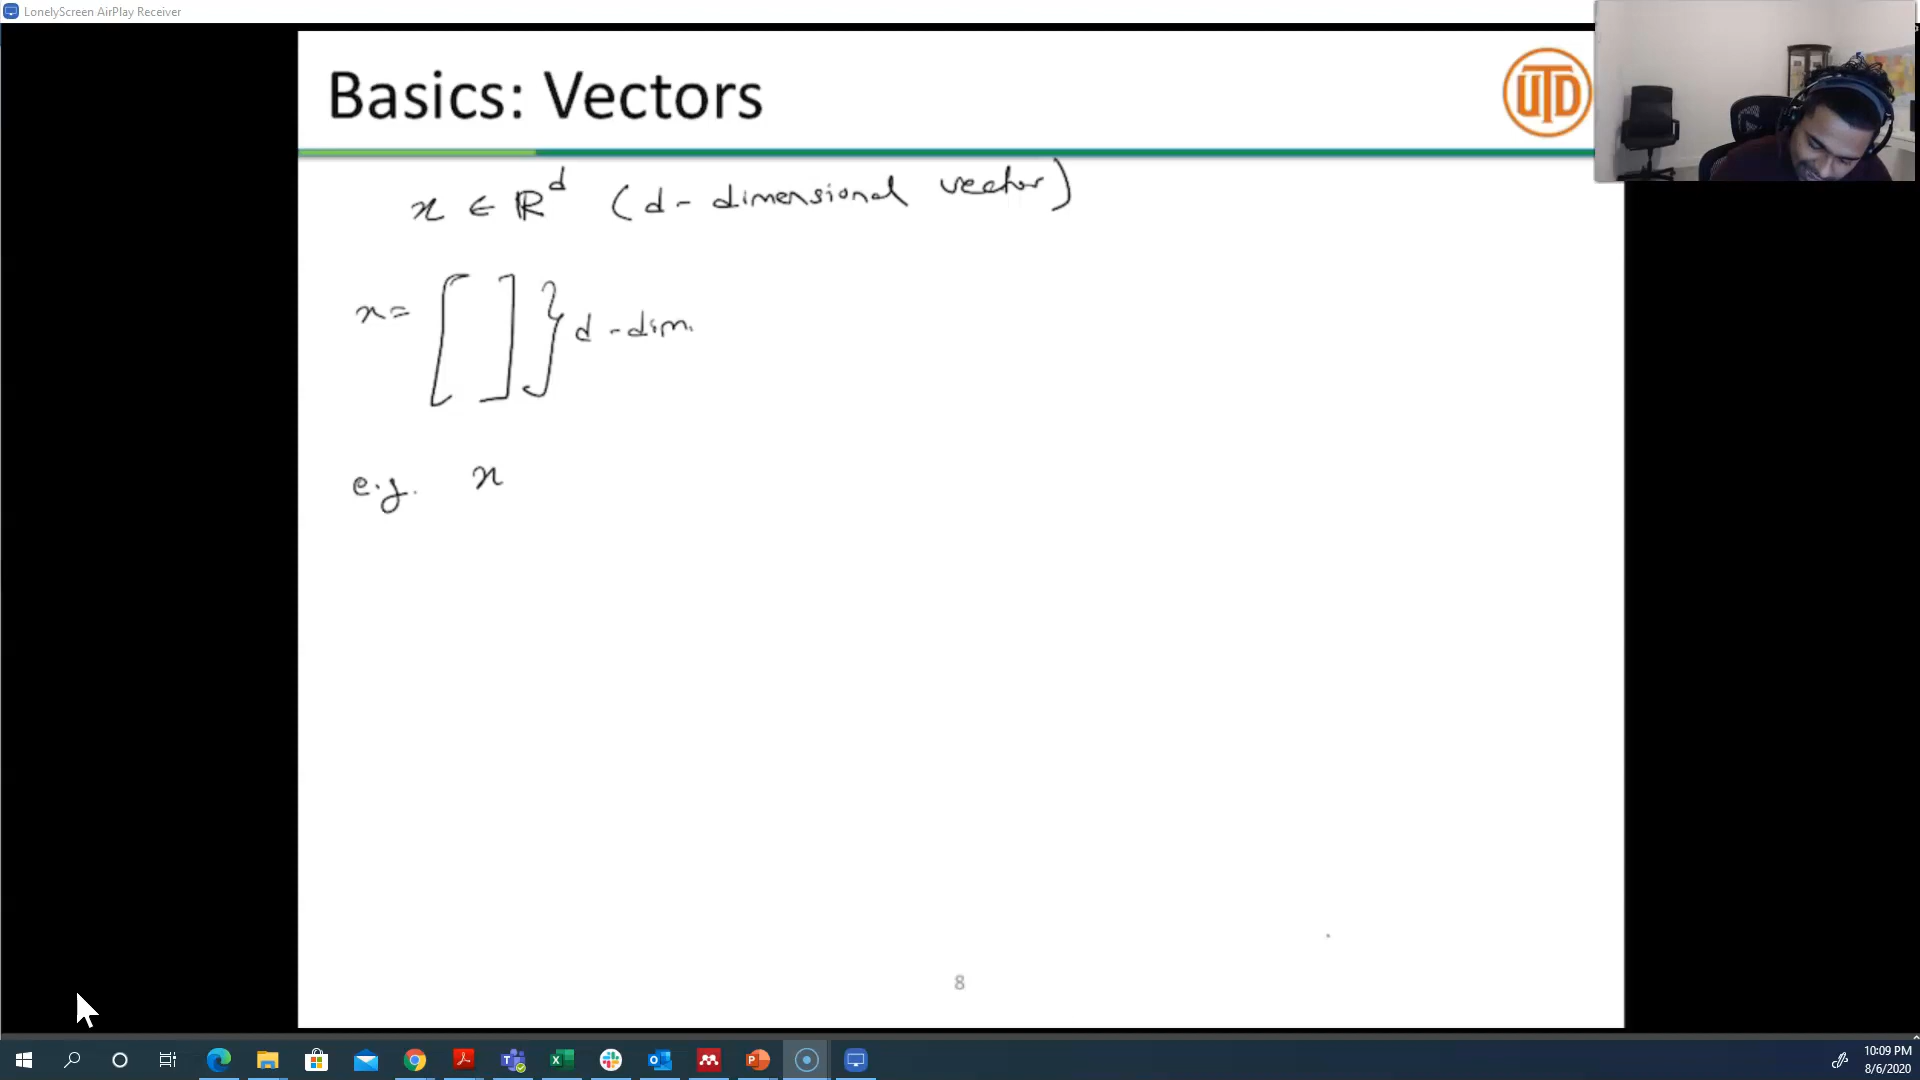 LonelyScreen AirPlay Receiver
Basics: Vectors
UTD
x ∈ ℝ^d (d - dimensional vector)
x = [ ] } d - dim.
e.g. x
8
10:09 PM
8/6/2020